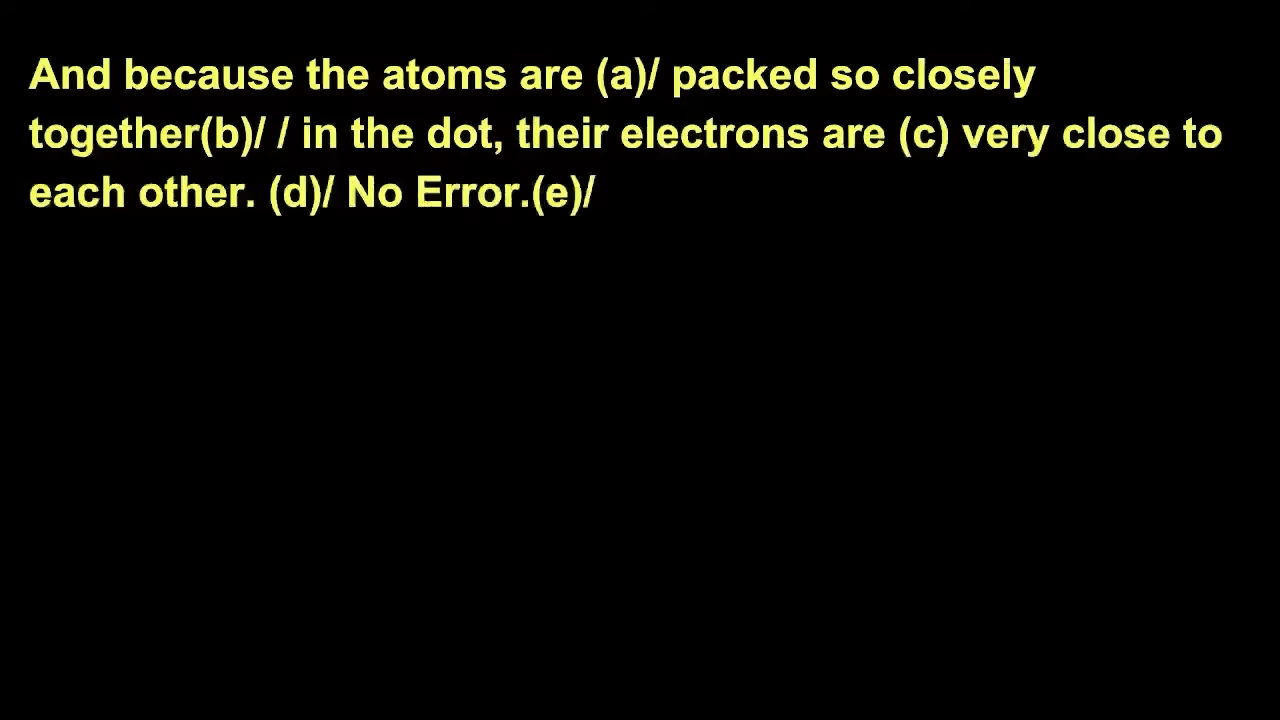 And because the atoms are (a)/ packed so closely
together(b)/ / in the dot, their electrons are (c) very close to
each other. (d)/ No Error.(e)/